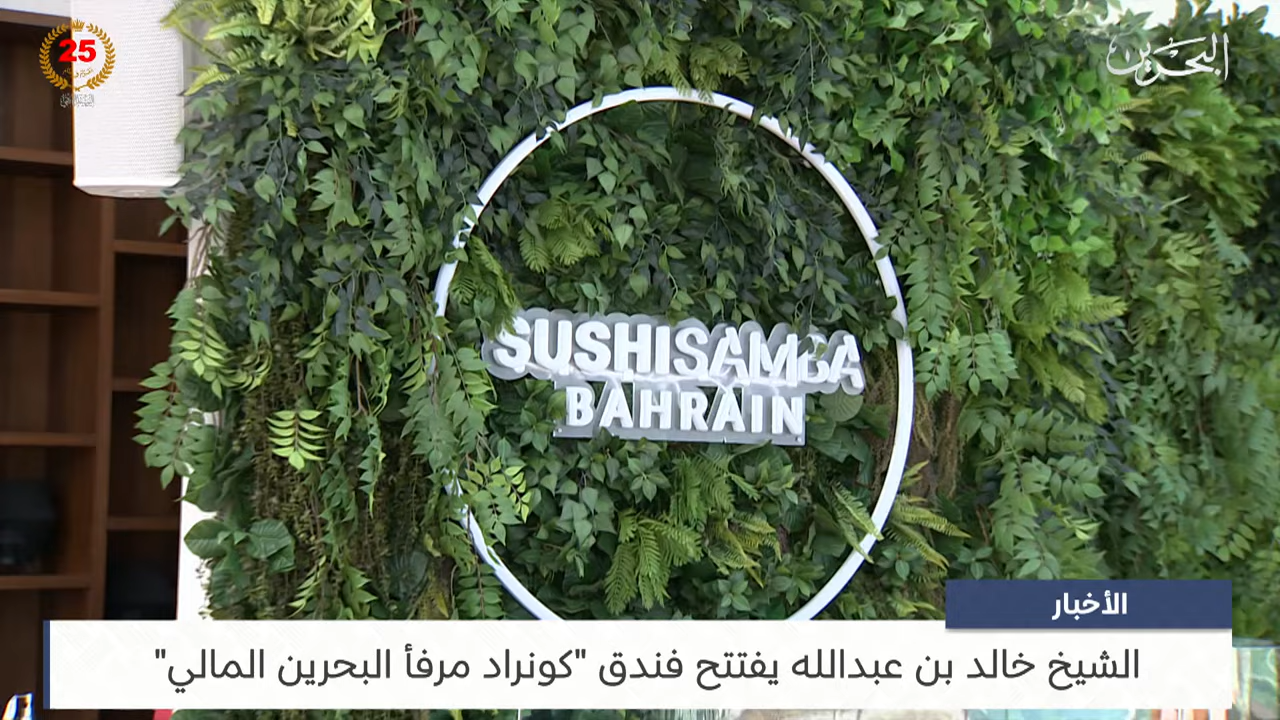 25
البحرين
SUSHISAMBA
BAHRAIN
الأخبار
الشيخ خالد بن عبدالله يفتتح فندق "كونراد مرفأ البحرين المالي"